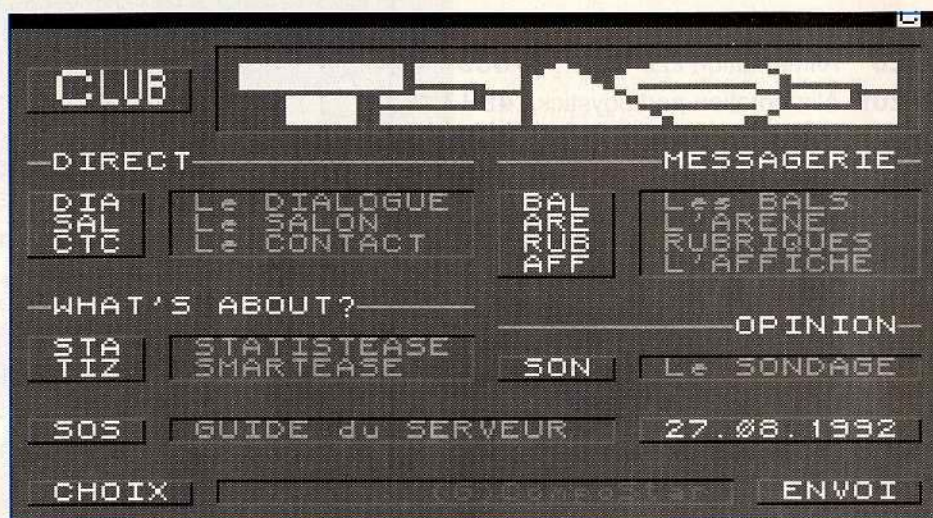 C
CLUB TEASE
DIRECT
DIA Le DIALOGUE
SAL Le SALON
CTC Le CONTACT
MESSAGERIE
BAL Les BALS
ARE L'ARENE
RUB RUBRIQUES
AFF L'AFFICHE
WHAT'S ABOUT?
STA STATISTEASE
TIZ SMARTEASE
OPINION
SON Le SONDAGE
SOS GUIDE du SERVEUR 27.08.1992
CHOIX (C)CompoStar ENVOI